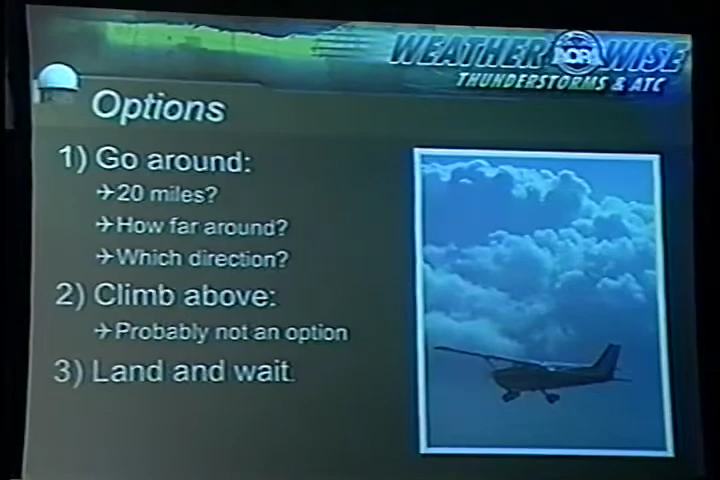 WEATHER AOPA WISE
THUNDERSTORMS & ATC
Options
1) Go around:
20 miles?
How far around?
Which direction?
2) Climb above:
Probably not an option
3) Land and wait.